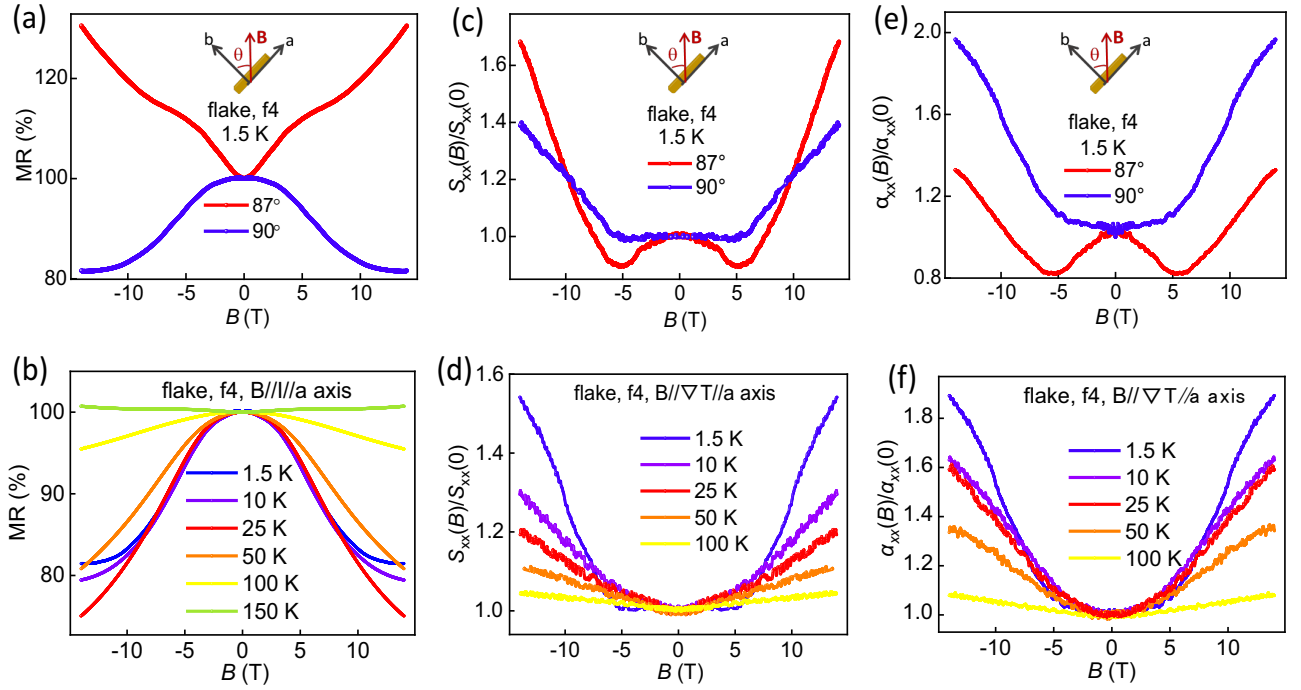 (a)
b
B
a
θ
flake, f4
1.5 K
87°
90°
MR (%)
120
100
80
-10 -5 0 5 10
B (T)
(c)
b
B
a
θ
flake, f4
1.5 K
87°
90°
Sxx(B)/Sxx(0)
1.6
1.4
1.2
1.0
-10 -5 0 5 10
B (T)
(e)
b
B
a
θ
flake, f4
1.5 K
87°
90°
αxx(B)/αxx(0)
2.0
1.6
1.2
0.8
-10 -5 0 5 10
B (T)
(b)
flake, f4, B//I//a axis
1.5 K
10 K
25 K
50 K
100 K
150 K
MR (%)
100
90
80
-10 -5 0 5 10
B (T)
(d)
flake, f4, B//▽T//a axis
1.5 K
10 K
25 K
50 K
100 K
Sxx(B)/Sxx(0)
1.6
1.4
1.2
1.0
-10 -5 0 5 10
B (T)
(f)
flake, f4, B//▽T//a axis
1.5 K
10 K
25 K
50 K
100 K
αxx(B)/αxx(0)
1.8
1.6
1.4
1.2
1.0
-10 -5 0 5 10
B (T)